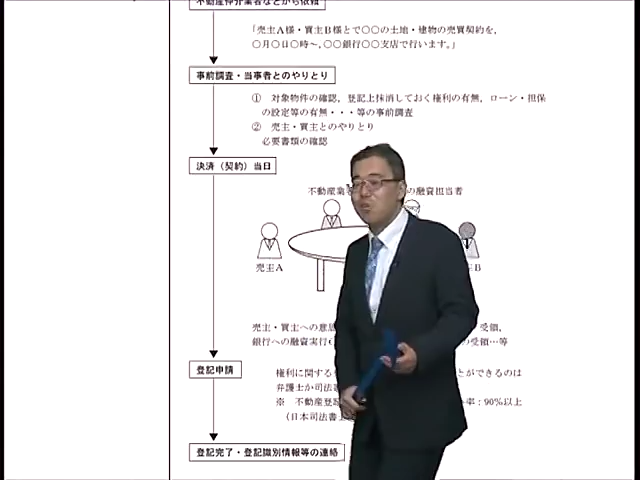 不動産仲介業者などから依頼
「売主A様・買主B様とで○○の土地・建物の売買契約を,
○月○日○時〜, ○○銀行○○支店で行います。」
事前調査・当事者とのやりとり
① 対象物件の確認, 登記上抹消しておく権利の有無, ローン・担保
の設定等の有無・・・等の事前調査
② 売主・買主とのやりとり
必要書類の確認
決済（契約）当日
不動産業 の融資担当者
売主A
主B
売主・買主への意思 受領,
銀行への融資実行 の受領…等
登記申請
権利に関する とができるのは
弁護士か司法
※ 不動産登記 率：90％以上
（日本司法書士
登記完了・登記識別情報等の連絡